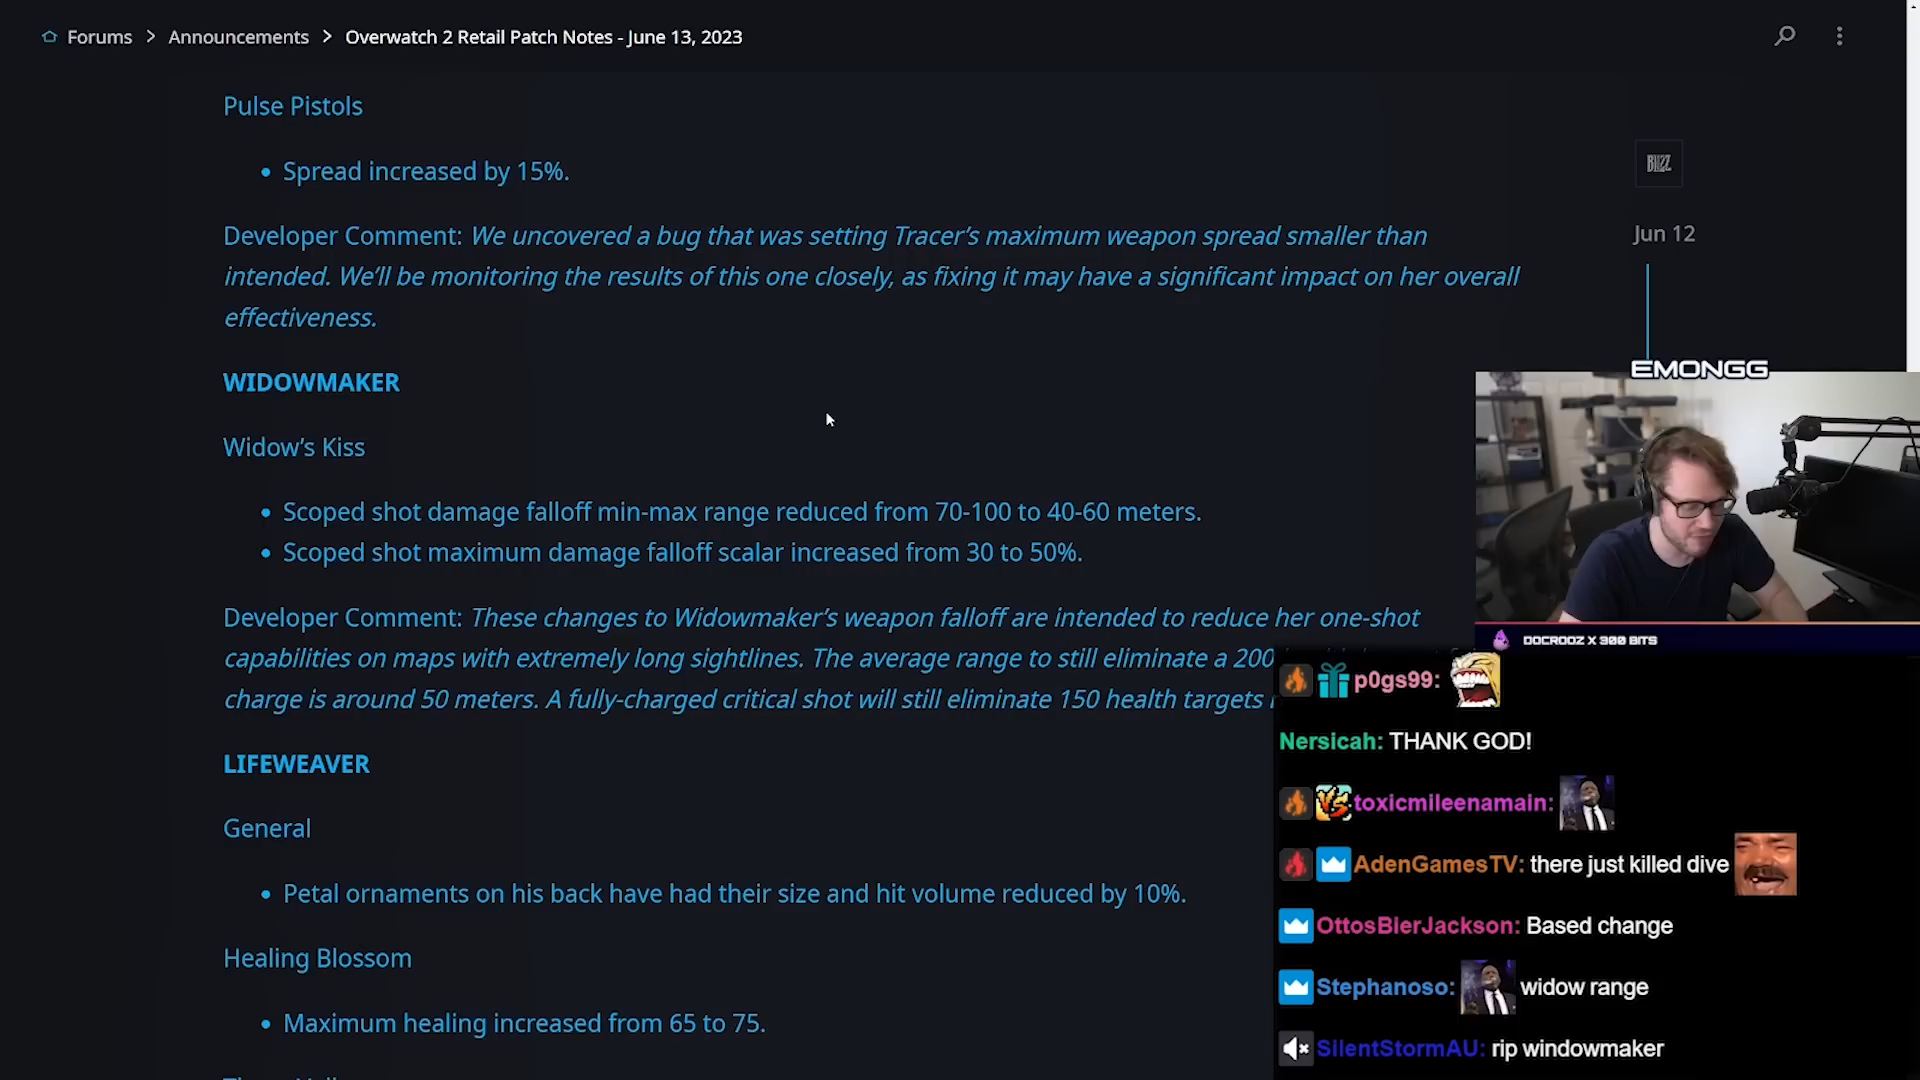 Forums > Announcements > Overwatch 2 Retail Patch Notes - June 13, 2023
Pulse Pistols
• Spread increased by 15%.
Developer Comment: We uncovered a bug that was setting Tracer's maximum weapon spread smaller than
intended. We'll be monitoring the results of this one closely, as fixing it may have a significant impact on her overall
effectiveness.
WIDOWMAKER
Widow's Kiss
• Scoped shot damage falloff min-max range reduced from 70-100 to 40-60 meters.
• Scoped shot maximum damage falloff scalar increased from 30 to 50%.
Developer Comment: These changes to Widowmaker's weapon falloff are intended to reduce her one-shot
capabilities on maps with extremely long sightlines. The average range to still eliminate a 200
charge is around 50 meters. A fully-charged critical shot will still eliminate 150 health targets
LIFEWEAVER
General
• Petal ornaments on his back have had their size and hit volume reduced by 10%.
Healing Blossom
• Maximum healing increased from 65 to 75.
BLIZZ
Jun 12
EMONGG
DOCROOZ X 300 BITS
p0gs99:
Nersicah: THANK GOD!
toxicmileenamain:
AdenGamesTV: there just killed dive
OttosBierJackson: Based change
Stephanoso: widow range
SilentStormAU: rip windowmaker